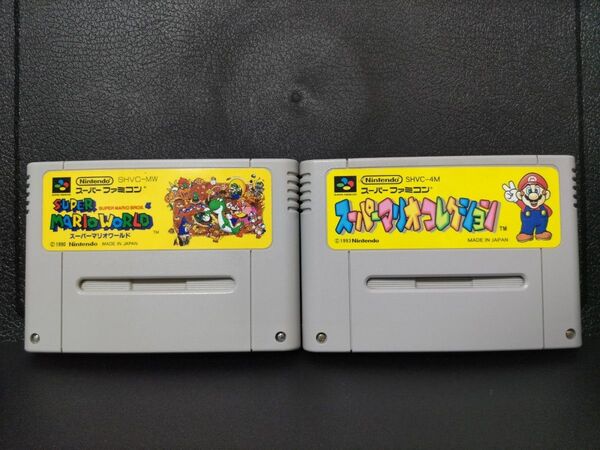 Nintendo SHVC-MW
スーパーファミコン
SUPER MARIO BROS. 4
SUPER
MARIO WORLD
TM
スーパーマリオワールド
© 1990 Nintendo MADE IN JAPAN
Nintendo SHVC-4M
スーパーファミコン
スーパーマリオコレクション
TM
© 1993 Nintendo MADE IN JAPAN